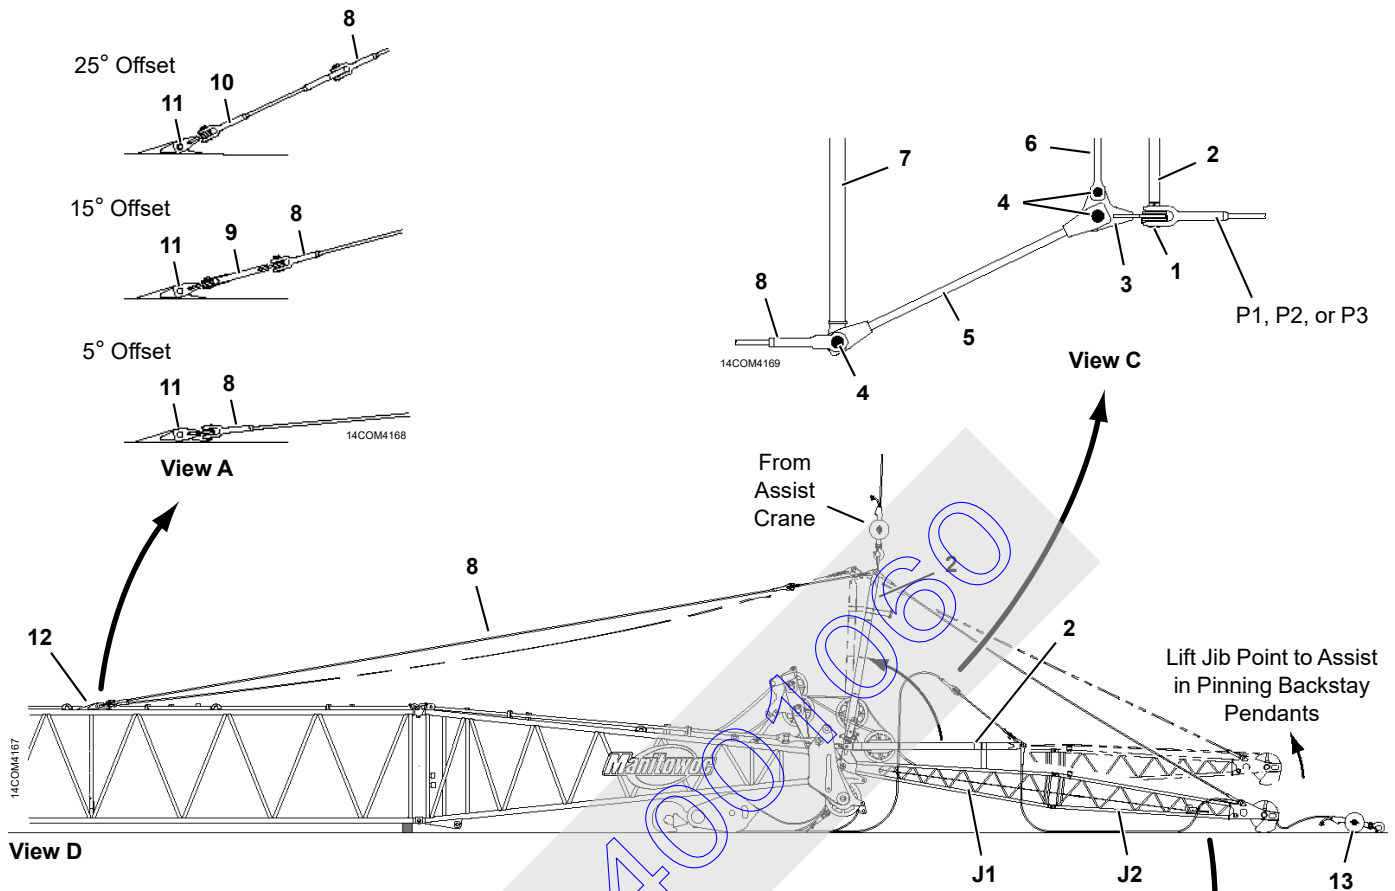 8
25° Offset
10
11
15° Offset
8
9
11
5° Offset
11
8
14COM4168
View A
7
6
2
4
3
1
8
5
P1, P2, or P3
14COM4169
4
View C
From
Assist
Crane
8
2
12
2
Lift Jib Point to Assist
in Pinning Backstay
Pendants
Manitowoc
14COM4167
View D
J1
J2
13